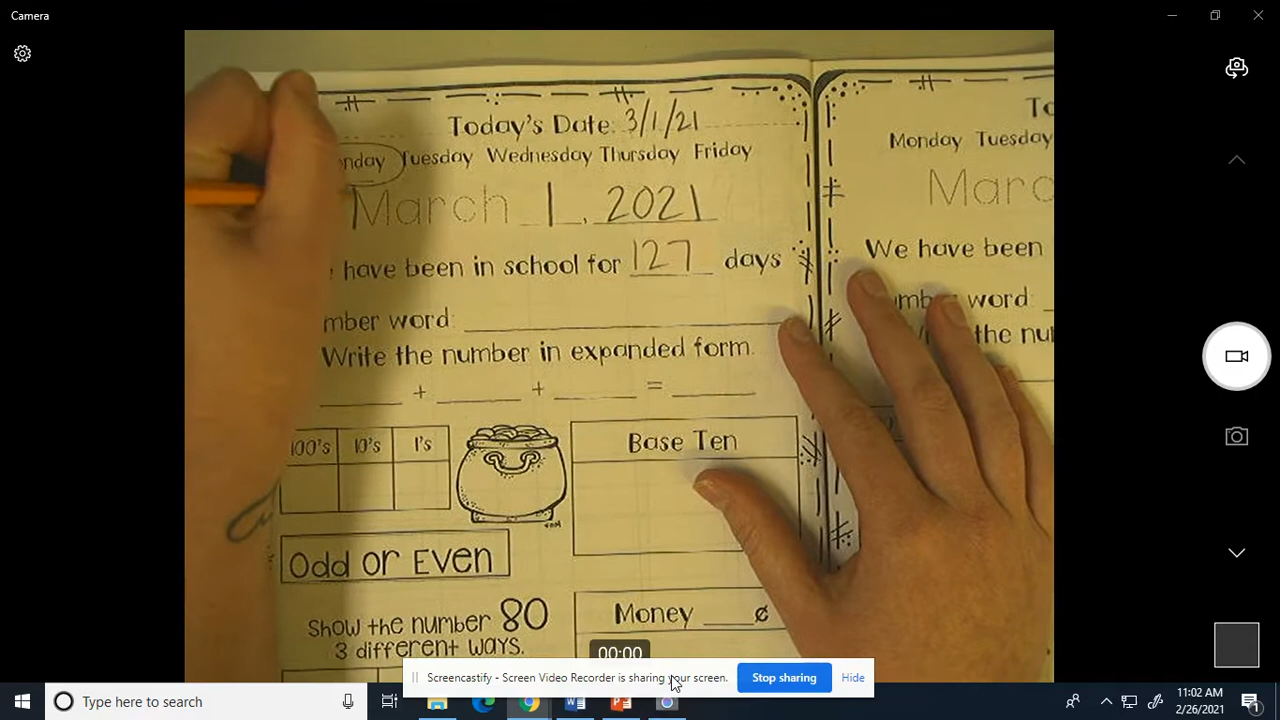 Camera
Today's Date: 3/1/21
Monday Tuesday Wednesday Thursday Friday
March 1, 2021
have been in school for 127 days
word:
Write the number in expanded form.
+ + =
100's 10's 1's
Base Ten
Odd or Even
Show the number 80
3 different ways.
Money ____¢
Monday Tuesday
We have been
word:
00:00
Screencastify - Screen Video Recorder is sharing your screen.
Stop sharing
Hide
Type here to search
11:02 AM
2/26/2021